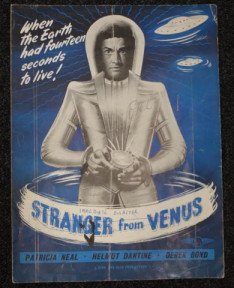 When
The Earth
had fourteen
seconds
to live!
STRANGER from VENUS
PATRICIA NEAL - HELMUT DANTINE - DEREK BOND